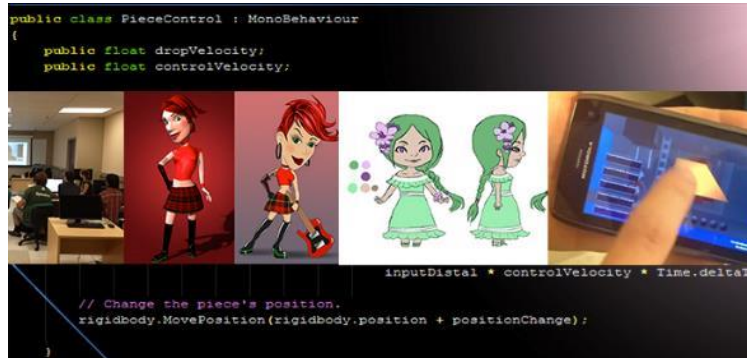 public class PieceControl : MonoBehaviour
{
public float dropVelocity;
public float controlVelocity;
inputDistal * controlVelocity * Time.deltaT
// Change the piece's position.
rigidbody.MovePosition(rigidbody.position + positionChange);
}